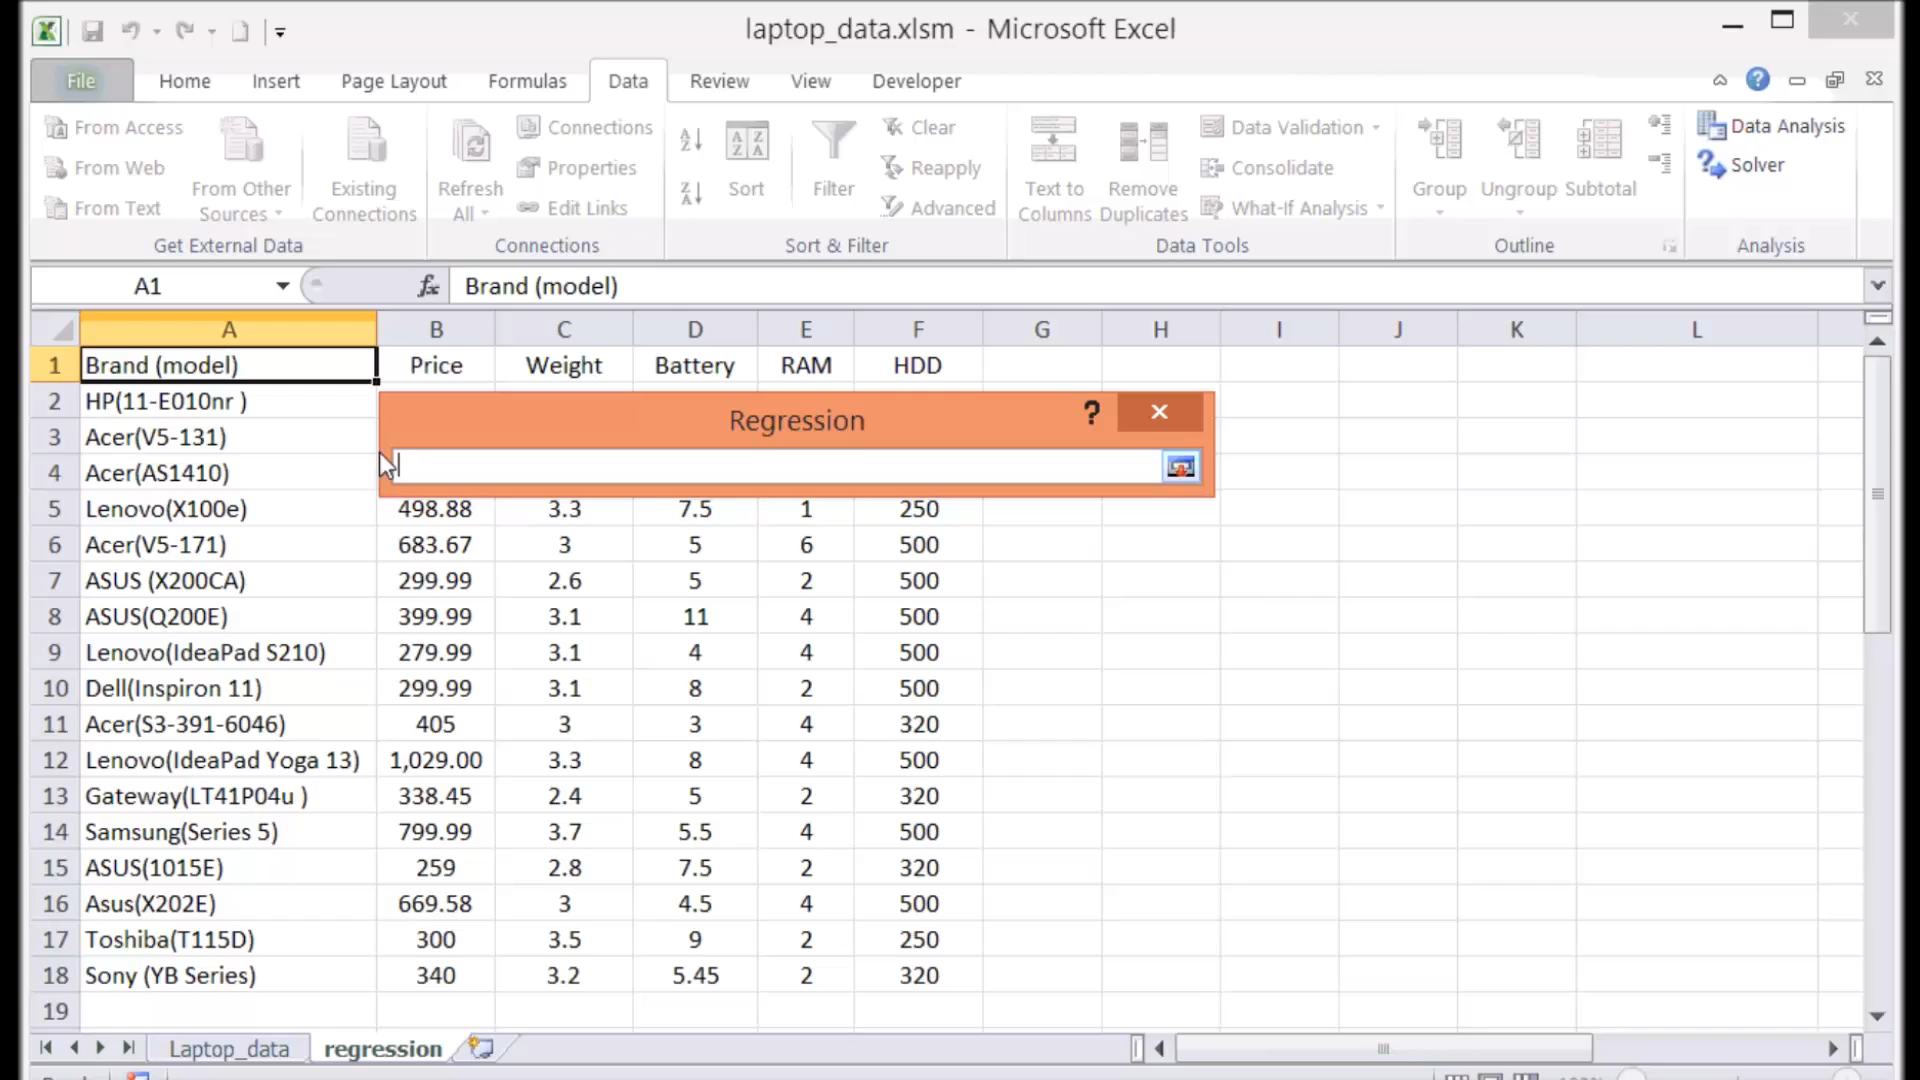 laptop_data.xlsm - Microsoft Excel
File Home Insert Page Layout Formulas Data Review View Developer
From Access
From Web
From Text
From Other Sources
Existing Connections
Get External Data
Refresh All
Connections
Properties
Edit Links
Connections
Sort
Filter
Clear
Reapply
Advanced
Sort & Filter
Text to Columns
Remove Duplicates
Data Validation
Consolidate
What-If Analysis
Data Tools
Group
Ungroup
Subtotal
Outline
Data Analysis
Solver
Analysis
A1 fx Brand (model)
A B C D E F G H I J K L
1 Brand (model) Price Weight Battery RAM HDD
2 HP(11-E010nr )
Regression ?
3 Acer(V5-131)
4 Acer(AS1410)
5 Lenovo(X100e) 498.88 3.3 7.5 1 250
6 Acer(V5-171) 683.67 3 5 6 500
7 ASUS (X200CA) 299.99 2.6 5 2 500
8 ASUS(Q200E) 399.99 3.1 11 4 500
9 Lenovo(IdeaPad S210) 279.99 3.1 4 4 500
10 Dell(Inspiron 11) 299.99 3.1 8 2 500
11 Acer(S3-391-6046) 405 3 3 4 320
12 Lenovo(IdeaPad Yoga 13) 1,029.00 3.3 8 4 500
13 Gateway(LT41P04u ) 338.45 2.4 5 2 320
14 Samsung(Series 5) 799.99 3.7 5.5 4 500
15 ASUS(1015E) 259 2.8 7.5 2 320
16 Asus(X202E) 669.58 3 4.5 4 500
17 Toshiba(T115D) 300 3.5 9 2 250
18 Sony (YB Series) 340 3.2 5.45 2 320
19
Laptop_data regression